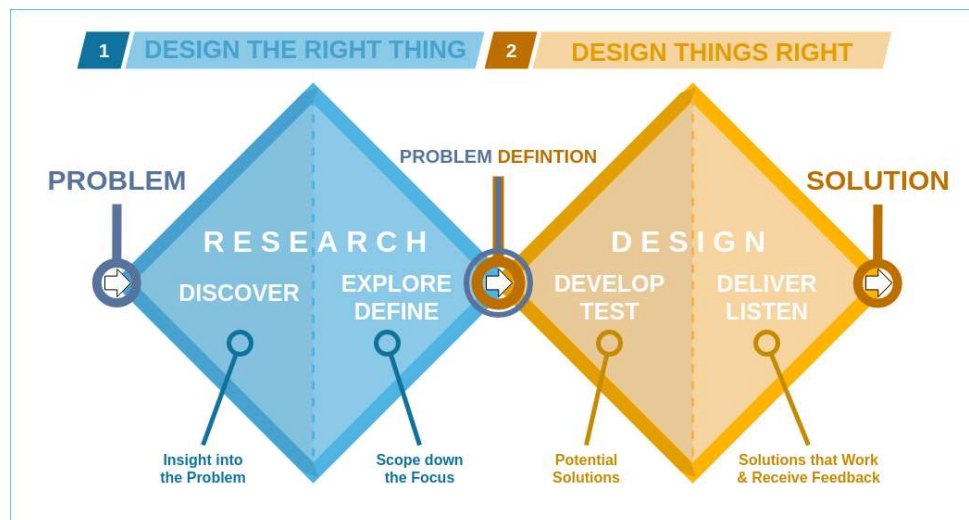 1 DESIGN THE RIGHT THING
2 DESIGN THINGS RIGHT
PROBLEM DEFINTION
PROBLEM
SOLUTION
RESEARCH
DESIGN
DISCOVER
EXPLORE
DEFINE
DEVELOP
TEST
DELIVER
LISTEN
Insight into
the Problem
Scope down
the Focus
Potential
Solutions
Solutions that Work
& Receive Feedback